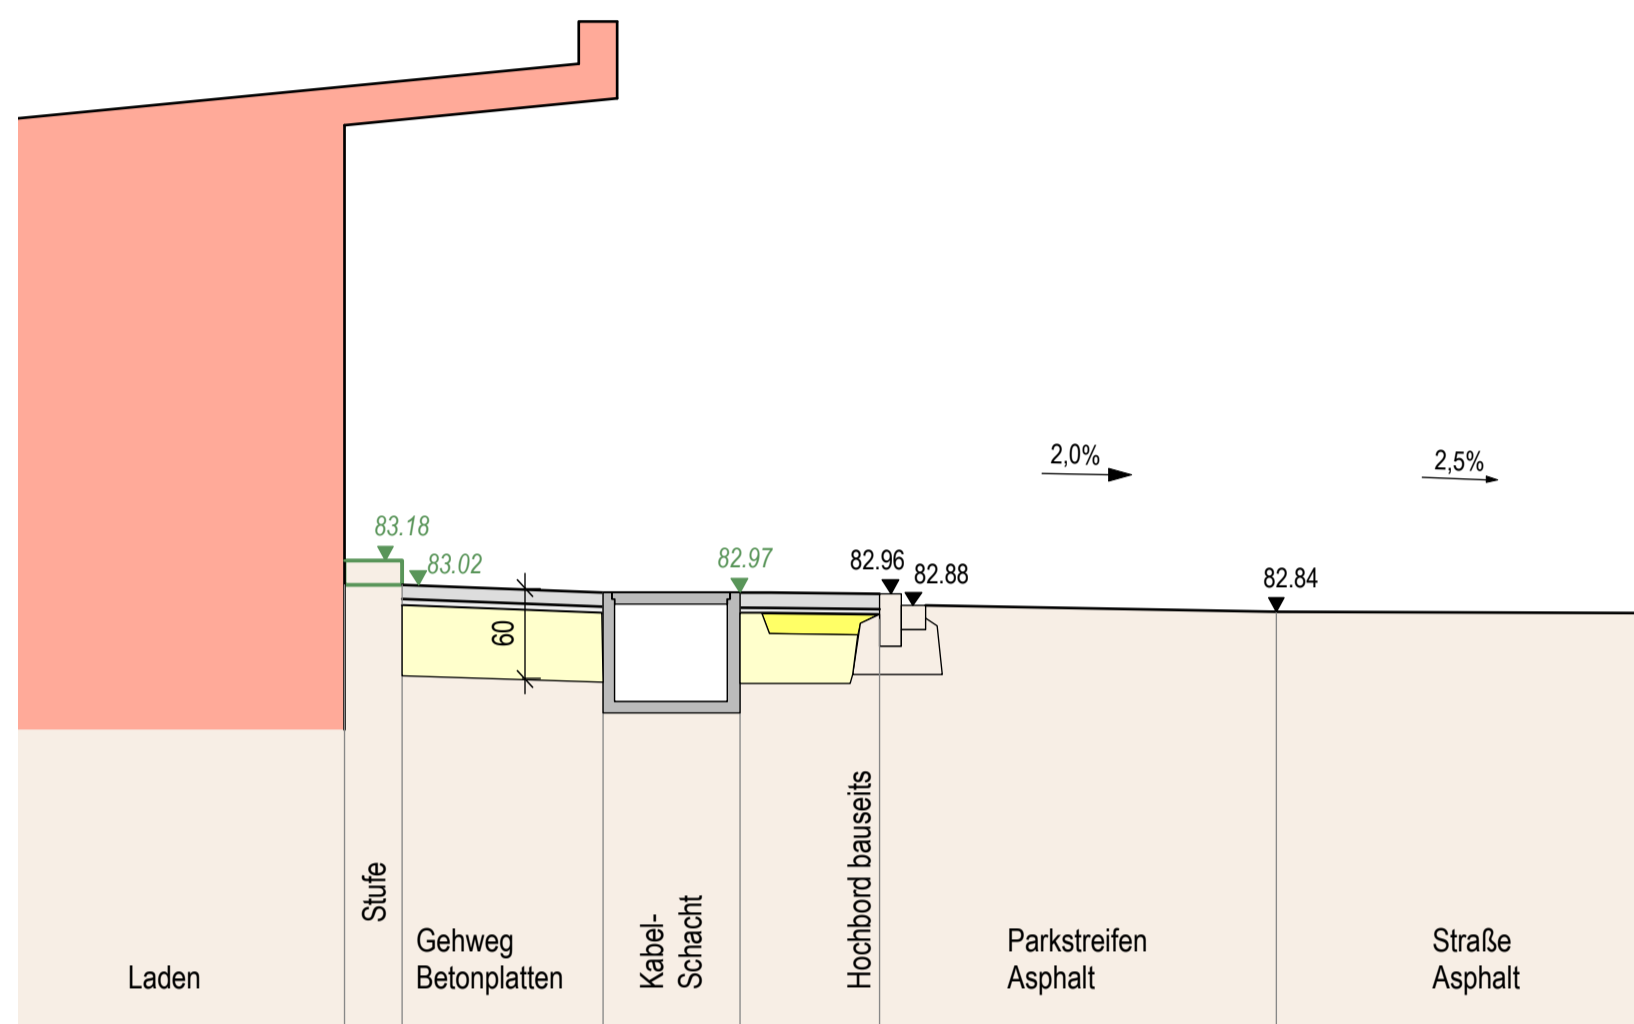 2,0%
2,5%
83.18
83.02
82.97
82.96
82.88
82.84
60
Stufe
Gehweg
Betonplatten
Kabel-
Schacht
Hochbord bauseits
Parkstreifen
Asphalt
Straße
Asphalt
Laden